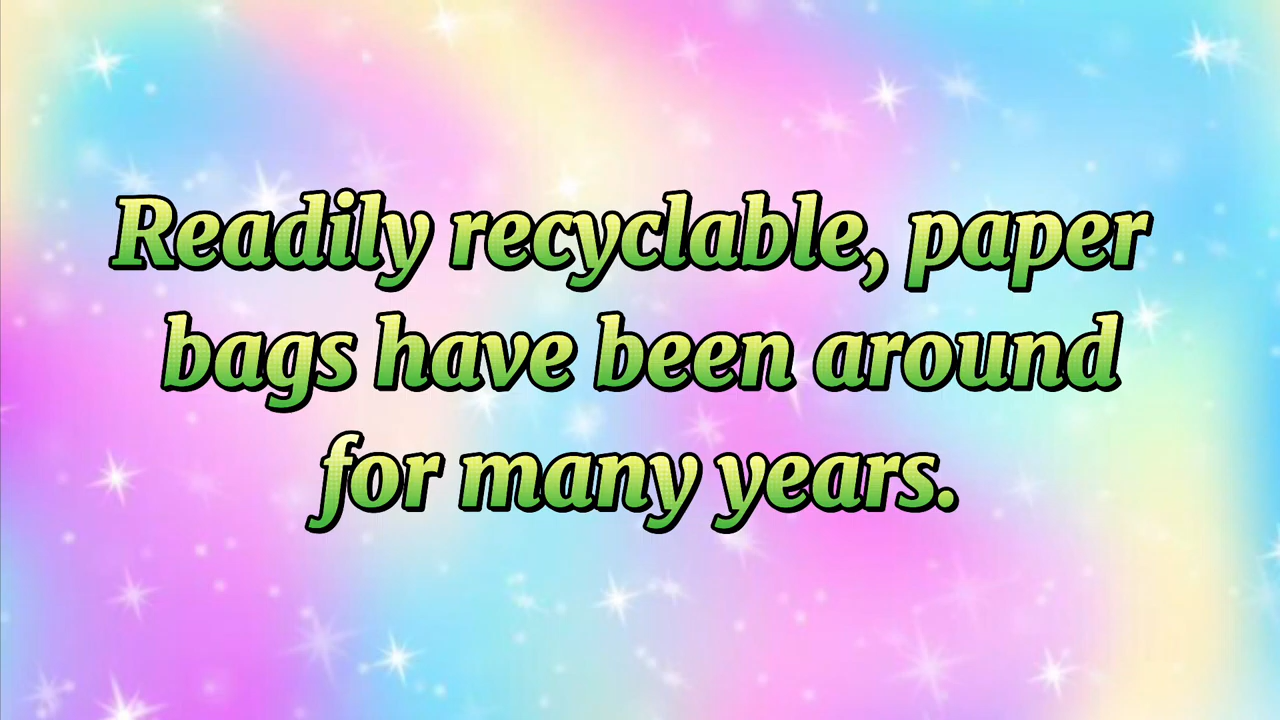 Readily recyclable, paper
bags have been around
for many years.